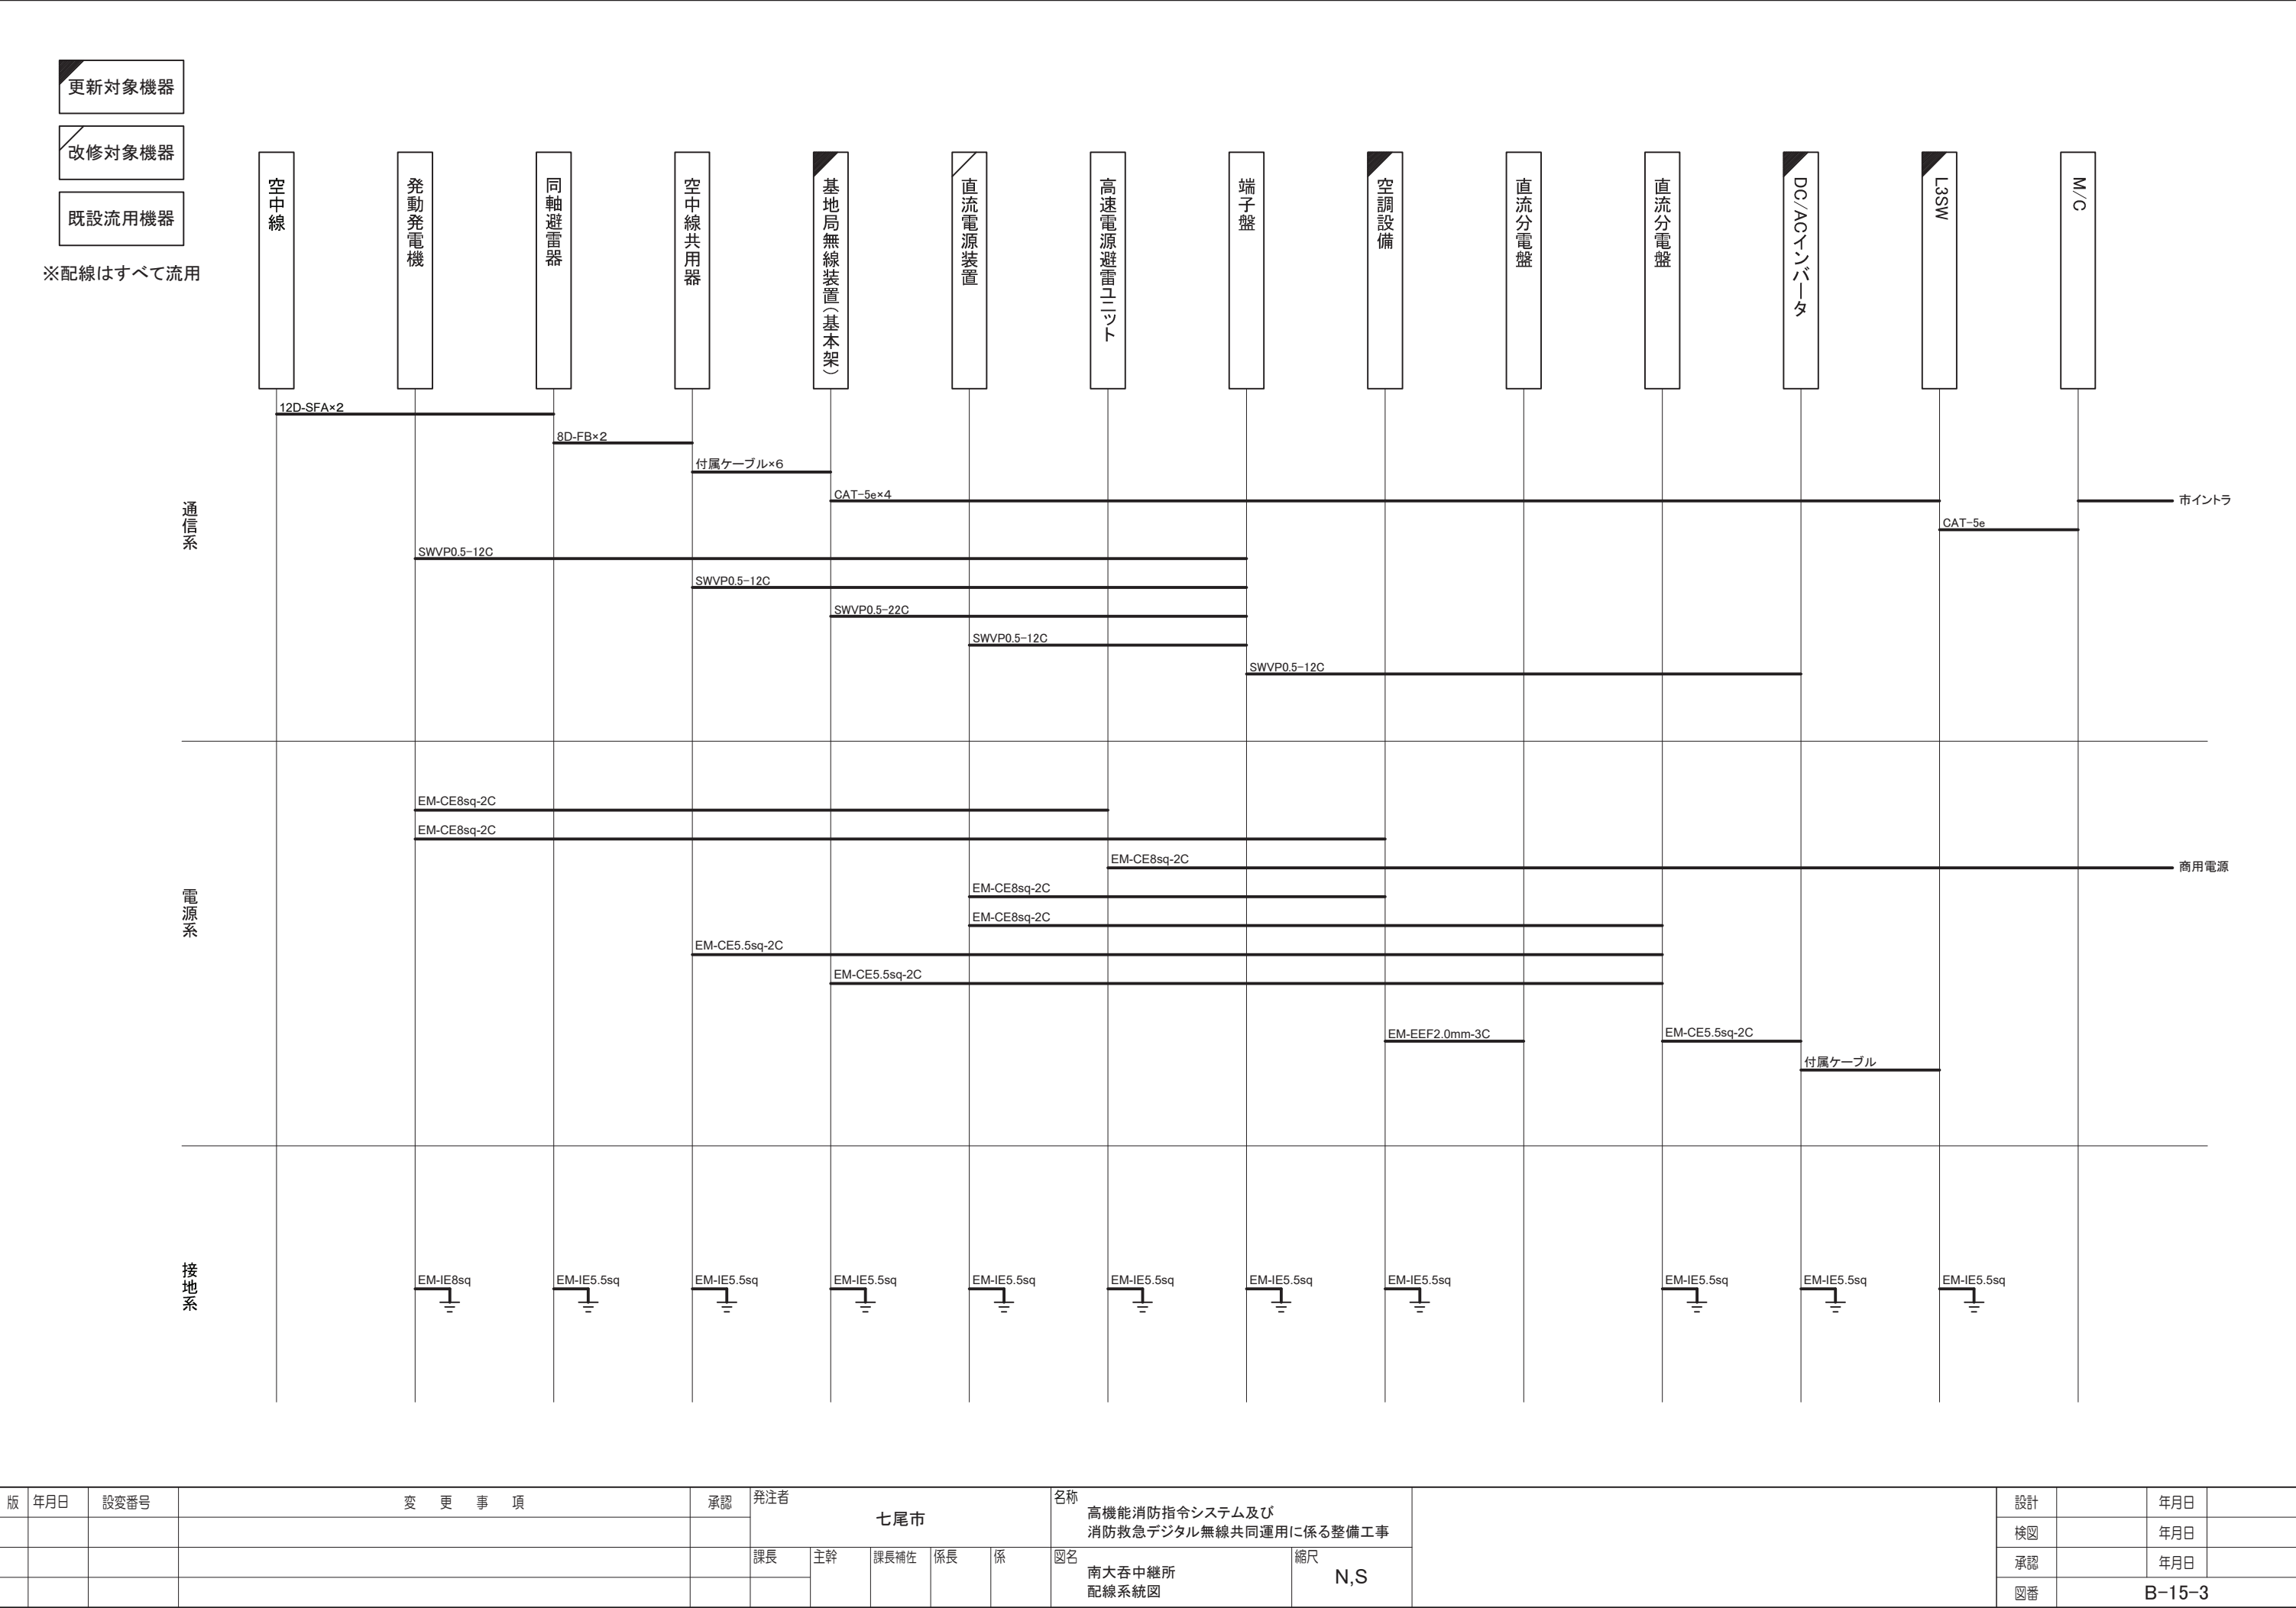 更新対象機器
改修対象機器
既設流用機器
※配線はすべて流用
空中線
発動発電機
同軸避雷器
空中線共用器
基地局無線装置(基本架)
直流電源装置
高速電源避雷ユニット
端子盤
空調設備
直流分電盤
直流分電盤
DC/ACインバータ
L3SW
M/C
通信系
12D-SFA×2
8D-FB×2
付属ケーブル×6
CAT-5e×4
市イントラ
CAT-5e
SWVP0.5-12C
SWVP0.5-12C
SWVP0.5-22C
SWVP0.5-12C
SWVP0.5-12C
電源系
EM-CE8sq-2C
EM-CE8sq-2C
EM-CE8sq-2C
商用電源
EM-CE8sq-2C
EM-CE8sq-2C
EM-CE5.5sq-2C
EM-CE5.5sq-2C
EM-EEF2.0mm-3C
EM-CE5.5sq-2C
付属ケーブル
接地系
EM-IE8sq
EM-IE5.5sq
EM-IE5.5sq
EM-IE5.5sq
EM-IE5.5sq
EM-IE5.5sq
EM-IE5.5sq
EM-IE5.5sq
EM-IE5.5sq
EM-IE5.5sq
EM-IE5.5sq
版 年月日 設変番号 変更事項 承認
発注者
七尾市
課長 主幹 課長補佐 係長 係
名称
高機能消防指令システム及び
消防救急デジタル無線共同運用に係る整備工事
図名
南大呑中継所
配線系統図
縮尺
N,S
設計 年月日
検図 年月日
承認 年月日
図番 B-15-3